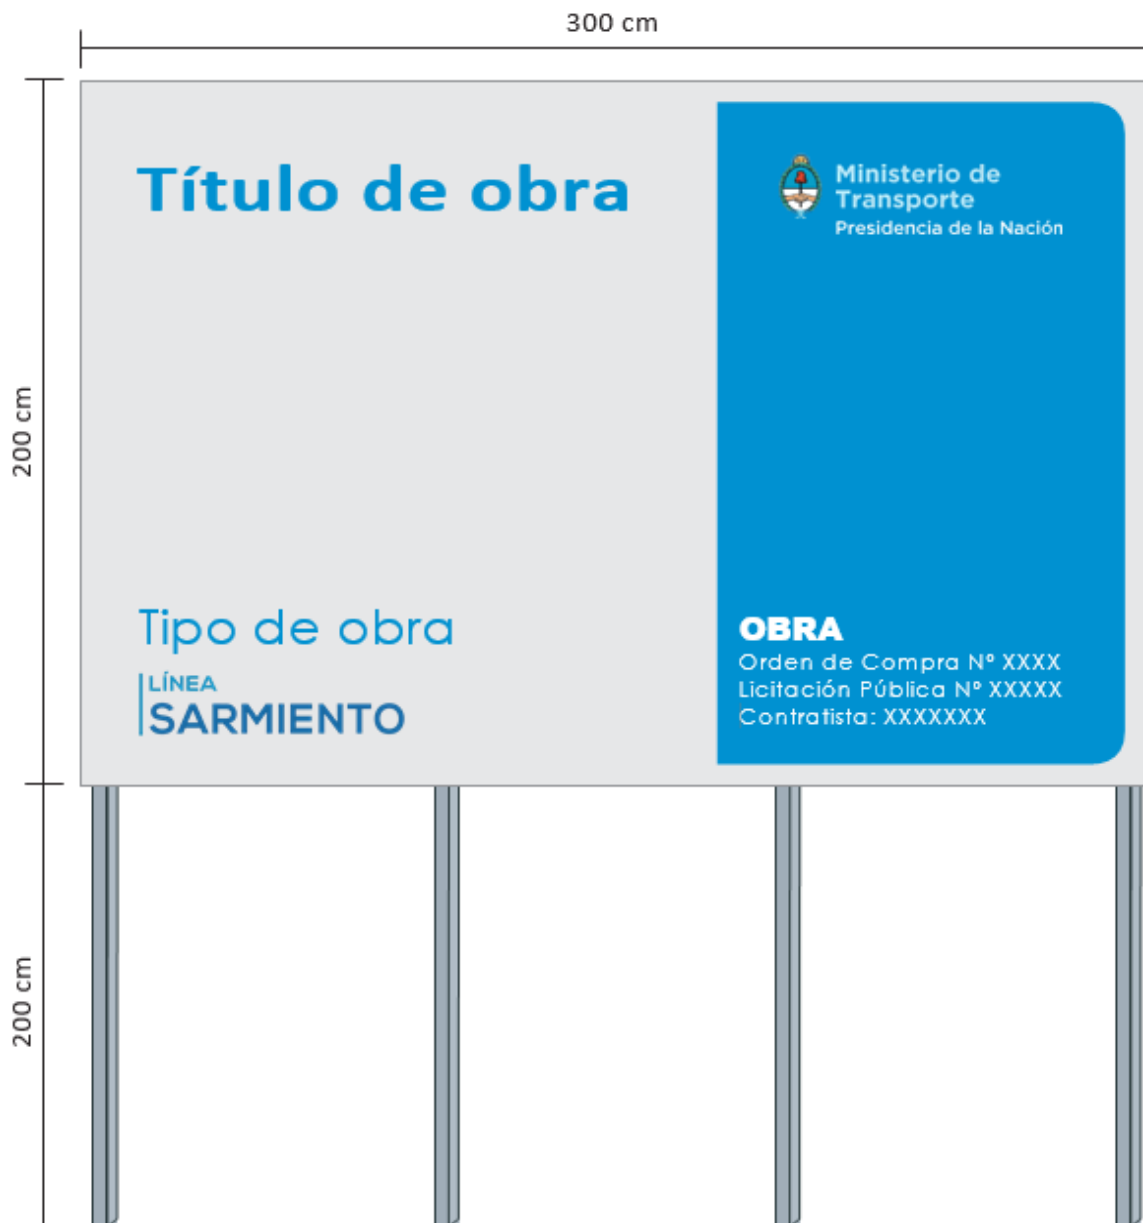 300 cm
200 cm
Título de obra
Ministerio de
Transporte
Presidencia de la Nación
Tipo de obra
LÍNEA
SARMIENTO
OBRA
Orden de Compra Nº XXXX
Licitación Pública Nº XXXXX
Contratista: XXXXXXX
200 cm